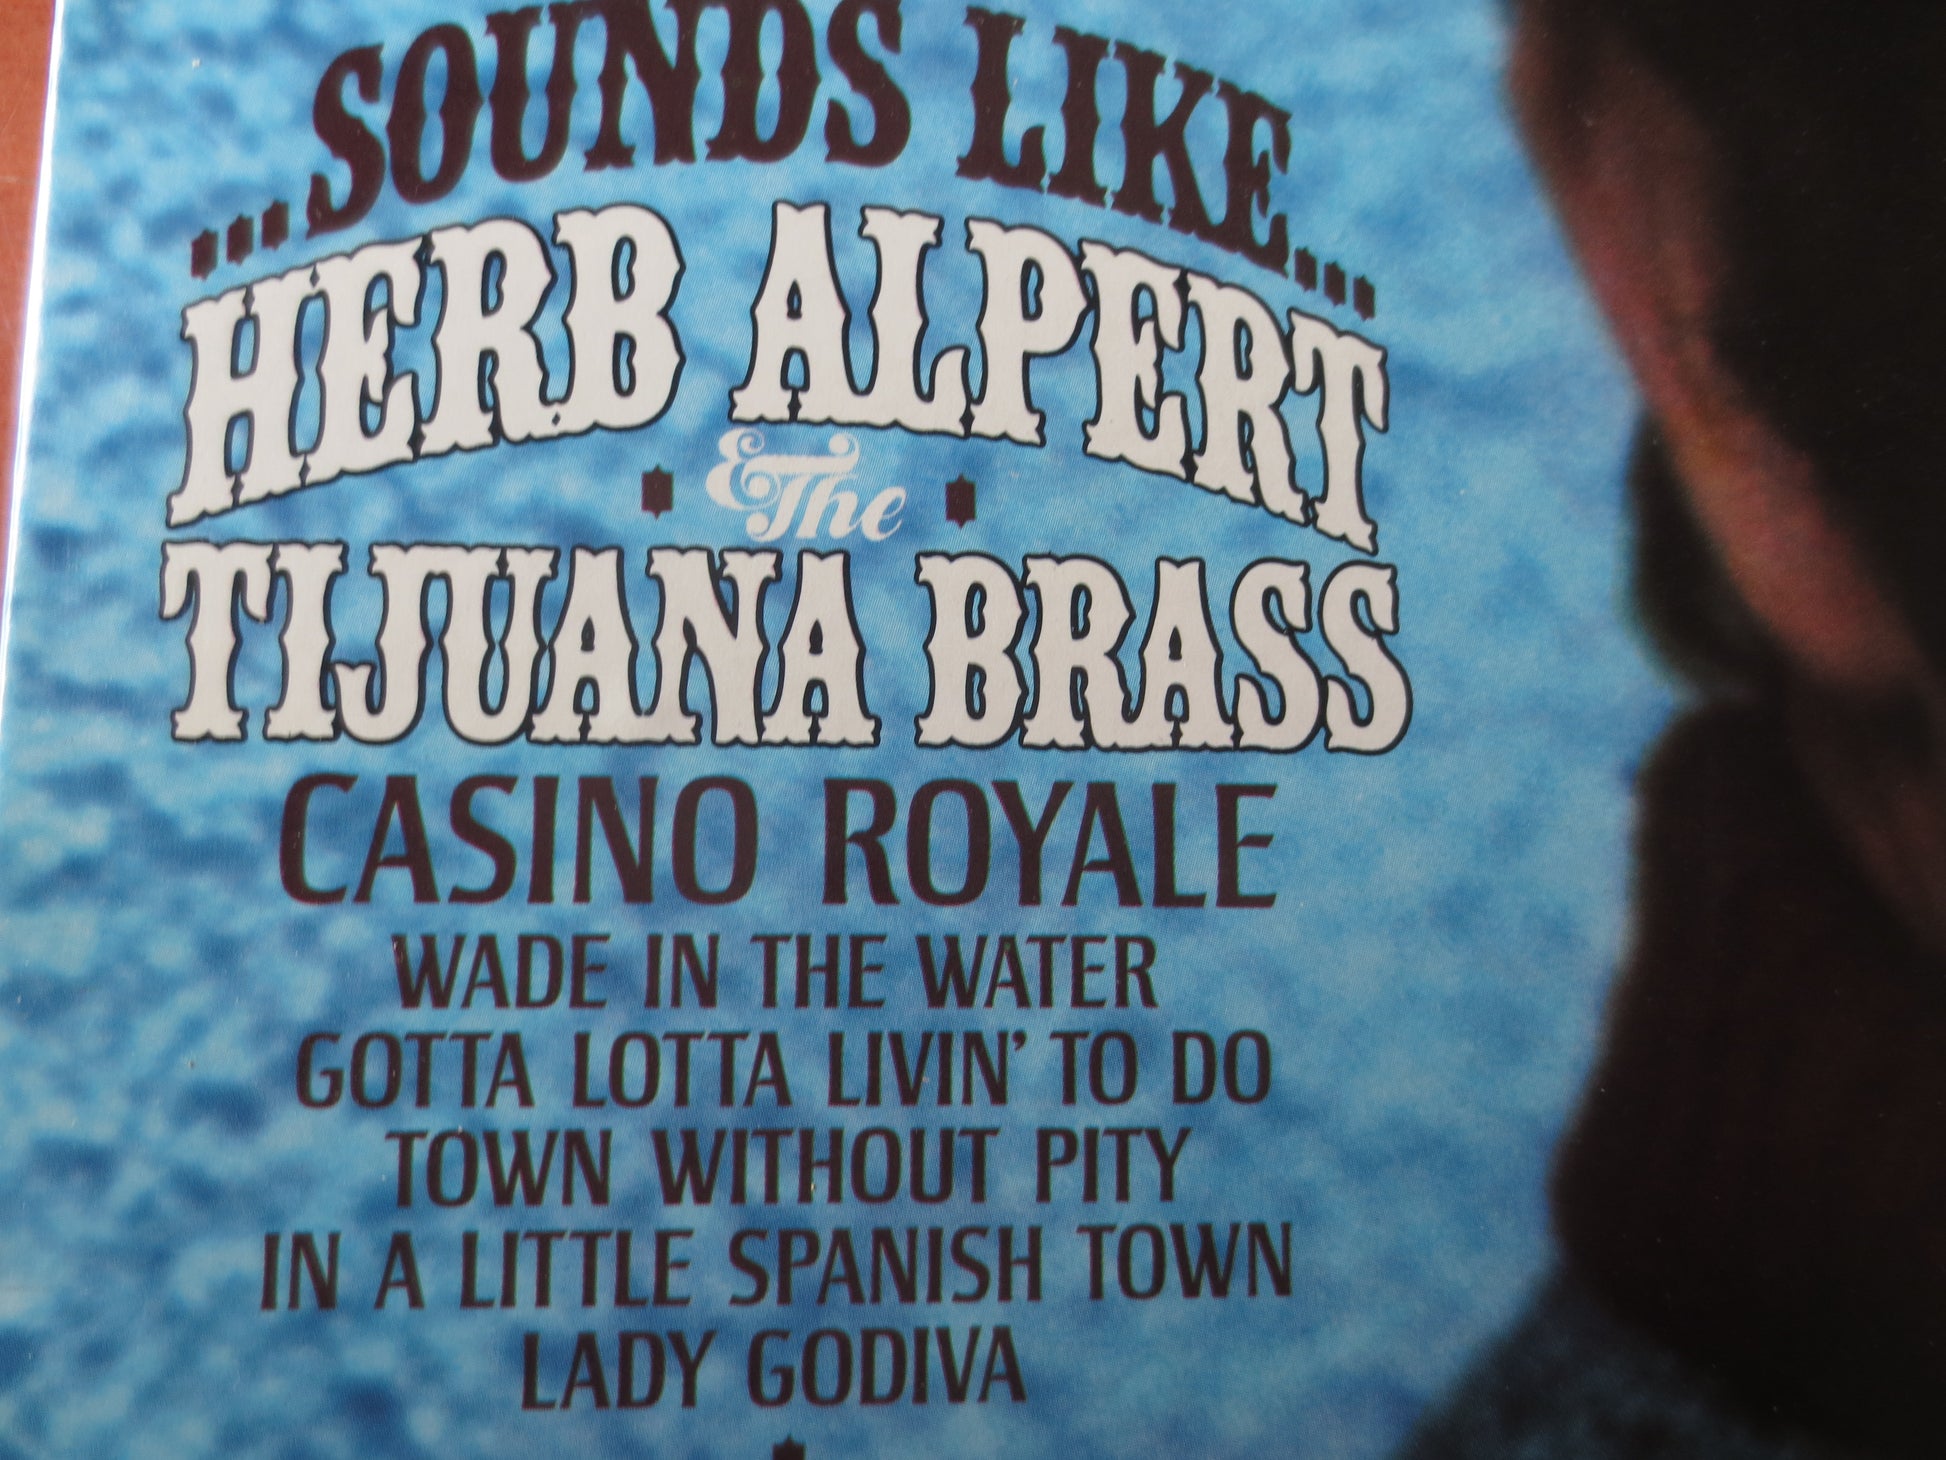 ...SOUNDS LIKE...
HERB ALPERT
& The
TIJUANA BRASS
CASINO ROYALE
WADE IN THE WATER
GOTTA LOTTA LIVIN' TO DO
TOWN WITHOUT PITY
IN A LITTLE SPANISH TOWN
LADY GODIVA